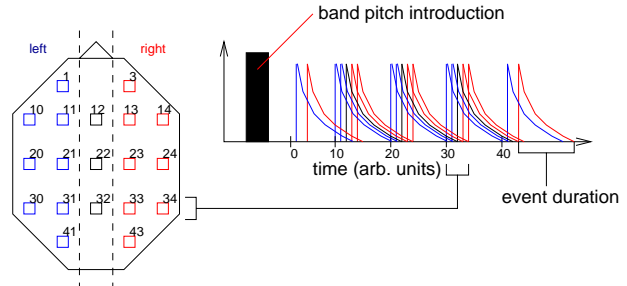 band pitch introduction
left right
1 3
10 11 12 13 14
20 21 22 23 24
30 31 32 33 34
41 43
0 10 20 30 40
time (arb. units)
event duration